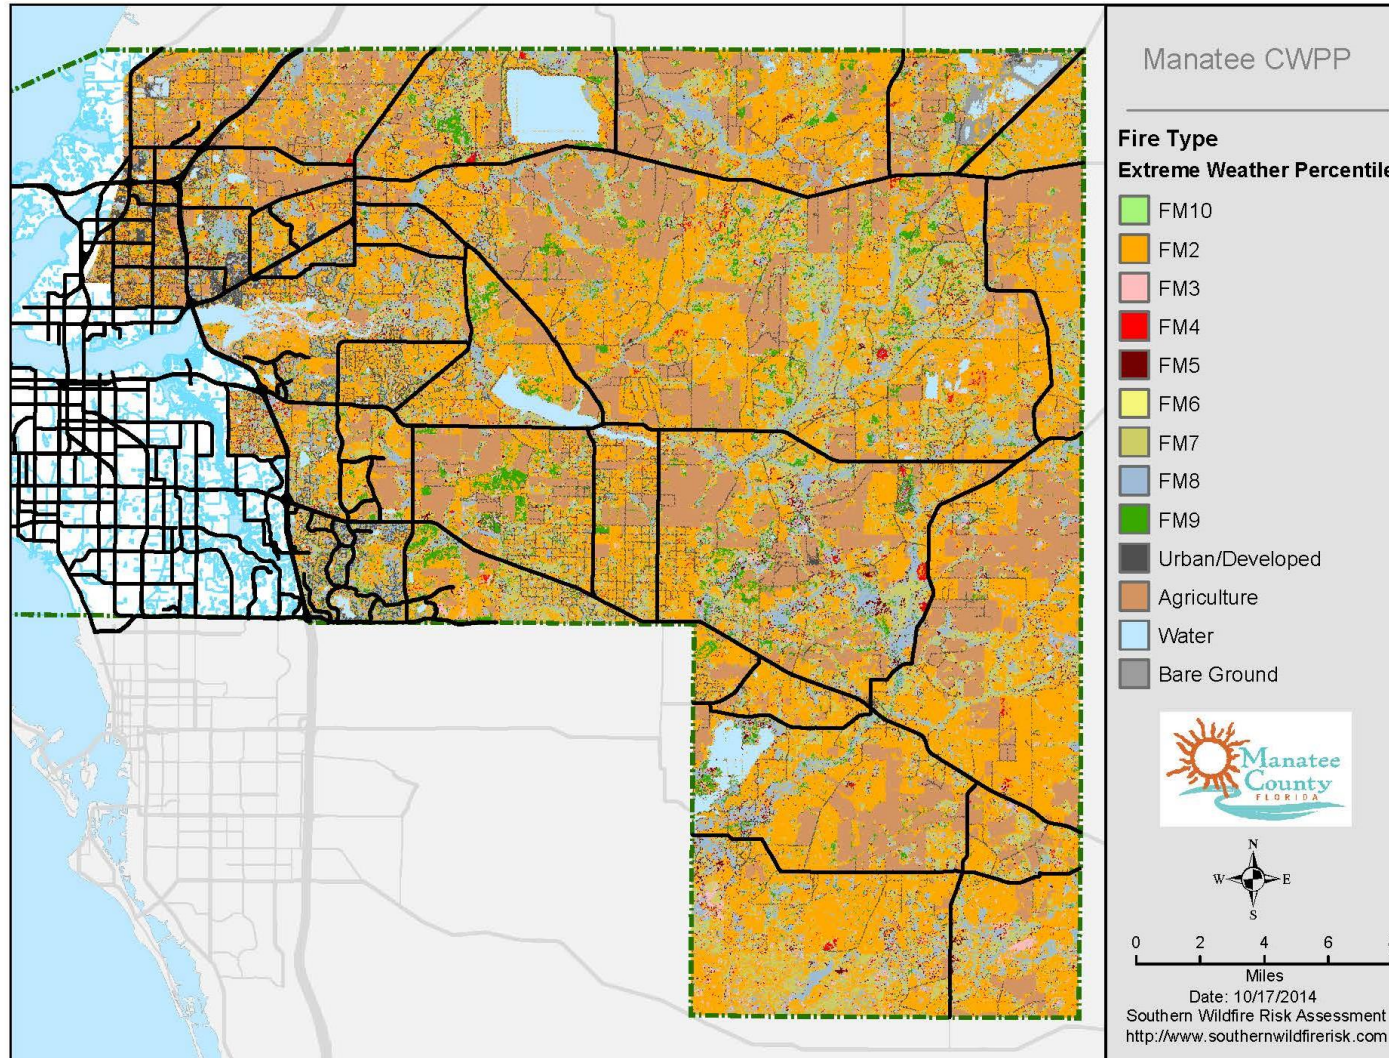 Manatee CWPP
Fire Type
Extreme Weather Percentile
FM10
FM2
FM3
FM4
FM5
FM6
FM7
FM8
FM9
Urban/Developed
Agriculture
Water
Bare Ground
Manatee
County
FLORIDA
N
W E
S
0 2 4 6
Miles
Date: 10/17/2014
Southern Wildfire Risk Assessment
http://www.southernwildfirerisk.com